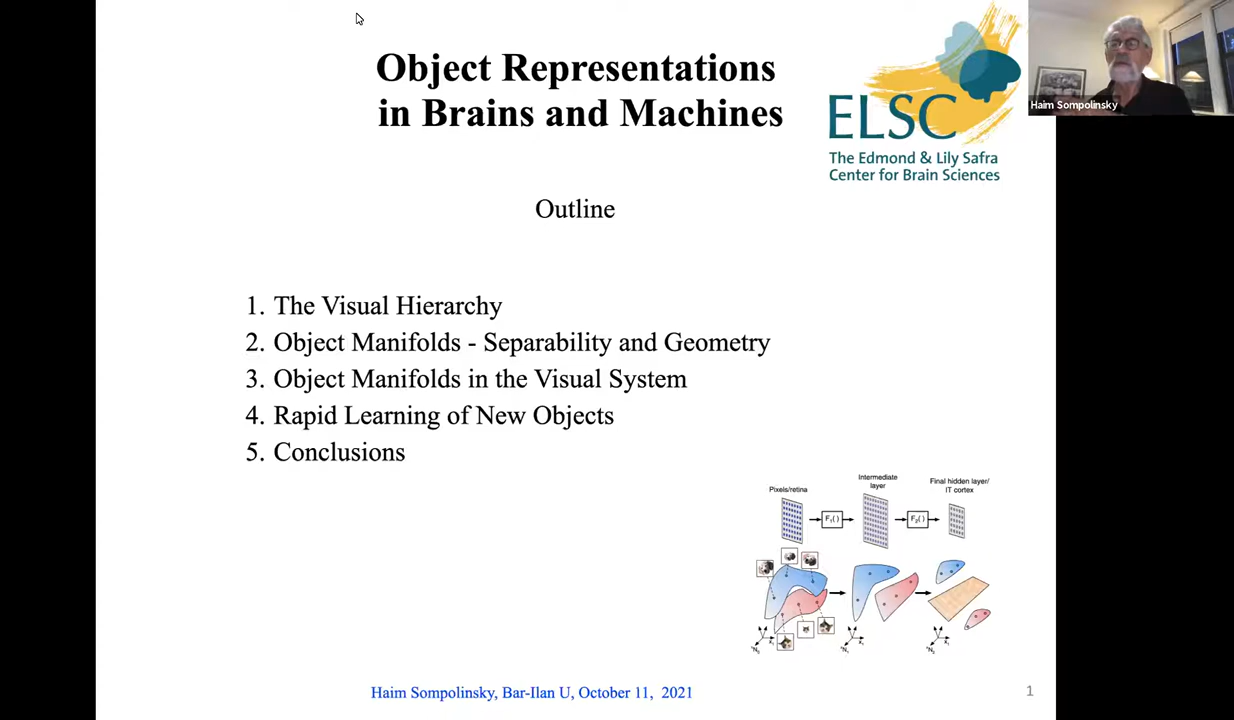 Object Representations
in Brains and Machines
ELSC
The Edmond & Lily Safra
Center for Brain Sciences
Haim Sompolinsky
Outline
1. The Visual Hierarchy
2. Object Manifolds - Separability and Geometry
3. Object Manifolds in the Visual System
4. Rapid Learning of New Objects
5. Conclusions
Pixels/retina
Intermediate
layer
Final hidden layer/
IT cortex
F₁()
F₂()
Haim Sompolinsky, Bar-Ilan U, October 11, 2021
1